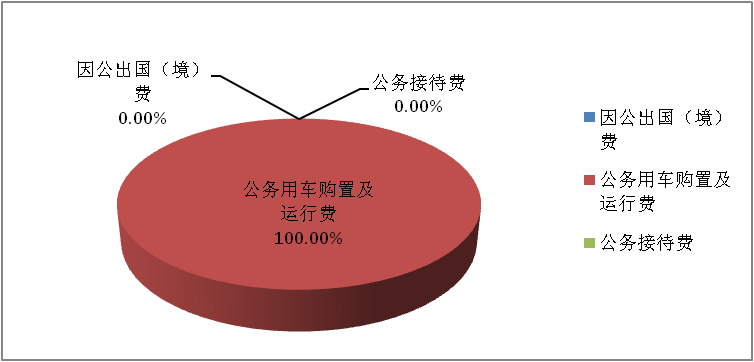 因公出国（境）
费
0.00%
公务接待费
0.00%
公务用车购置及
运行费
100.00%
因公出国（境）
费
公务用车购置及
运行费
公务接待费